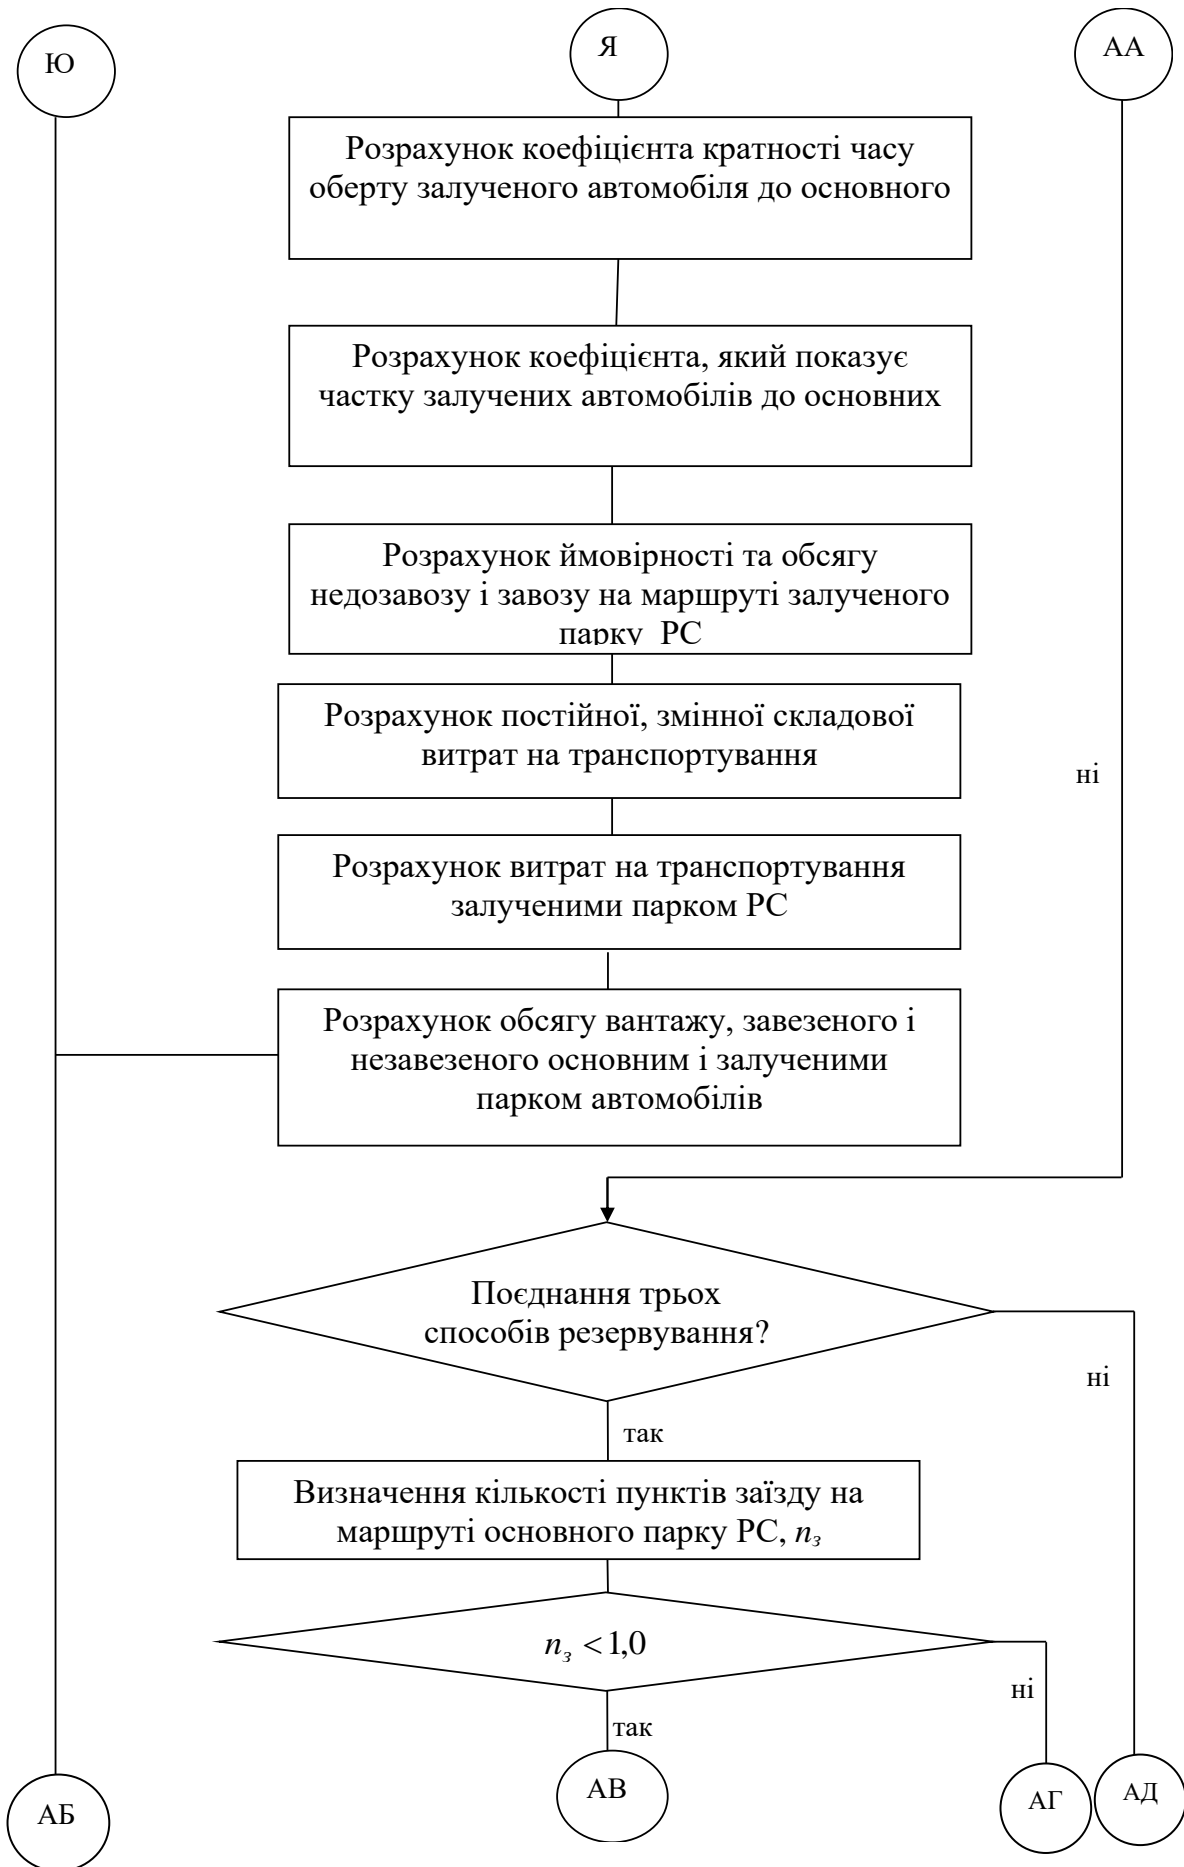 Ю
Я
АА
Розрахунок коефіцієнта кратності часу
оберту залученого автомобіля до основного
Розрахунок коефіцієнта, який показує
частку залучених автомобілів до основних
Розрахунок ймовірності та обсягу
недозавозу і завозу на маршруті залученого
парку РС
Розрахунок постійної, змінної складової
витрат на транспортування
ні
Розрахунок витрат на транспортування
залученими парком РС
Розрахунок обсягу вантажу, завезеного і
незавезеного основним і залученими
парком автомобілів
Поєднання трьох
способів резервування?
ні
так
Визначення кількості пунктів заїзду на
маршруті основного парку РС, nз
nз < 1,0
ні
так
АБ
АВ
АГ
АД